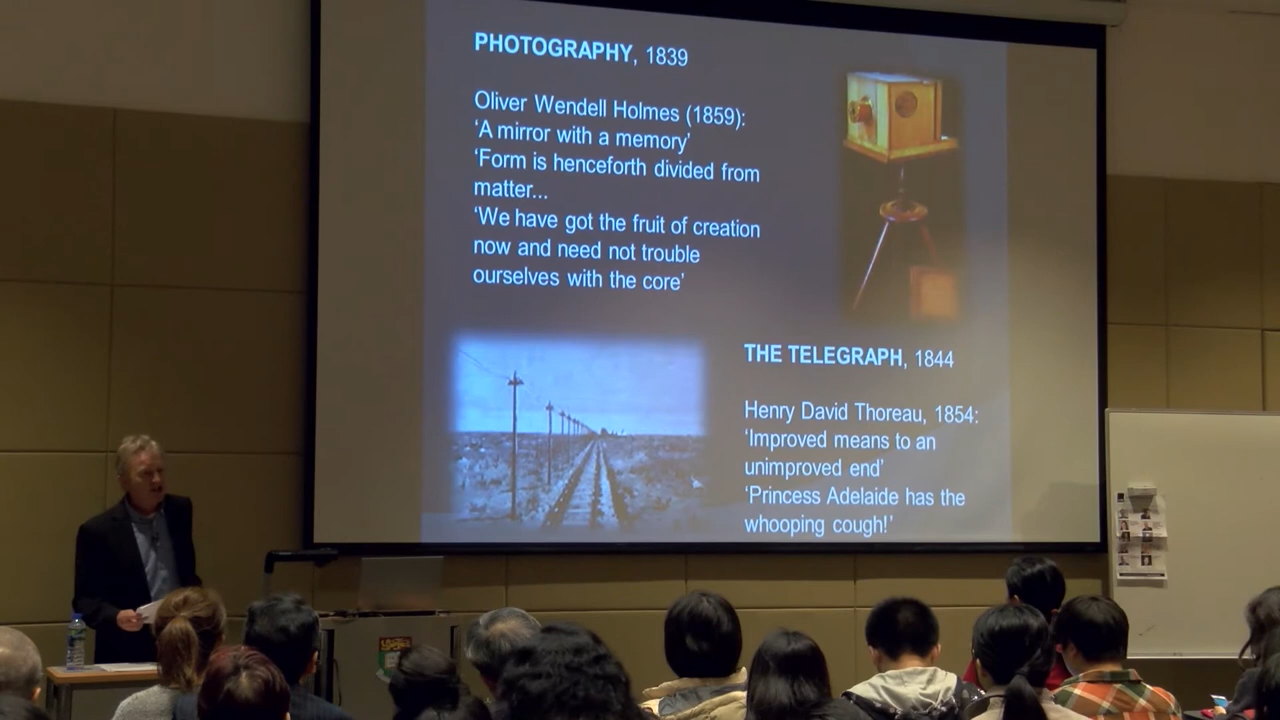 PHOTOGRAPHY, 1839
Oliver Wendell Holmes (1859):
‘A mirror with a memory’
‘Form is henceforth divided from
matter...
‘We have got the fruit of creation
now and need not trouble
ourselves with the core’
THE TELEGRAPH, 1844
Henry David Thoreau, 1854:
‘Improved means to an
unimproved end’
‘Princess Adelaide has the
whooping cough!’